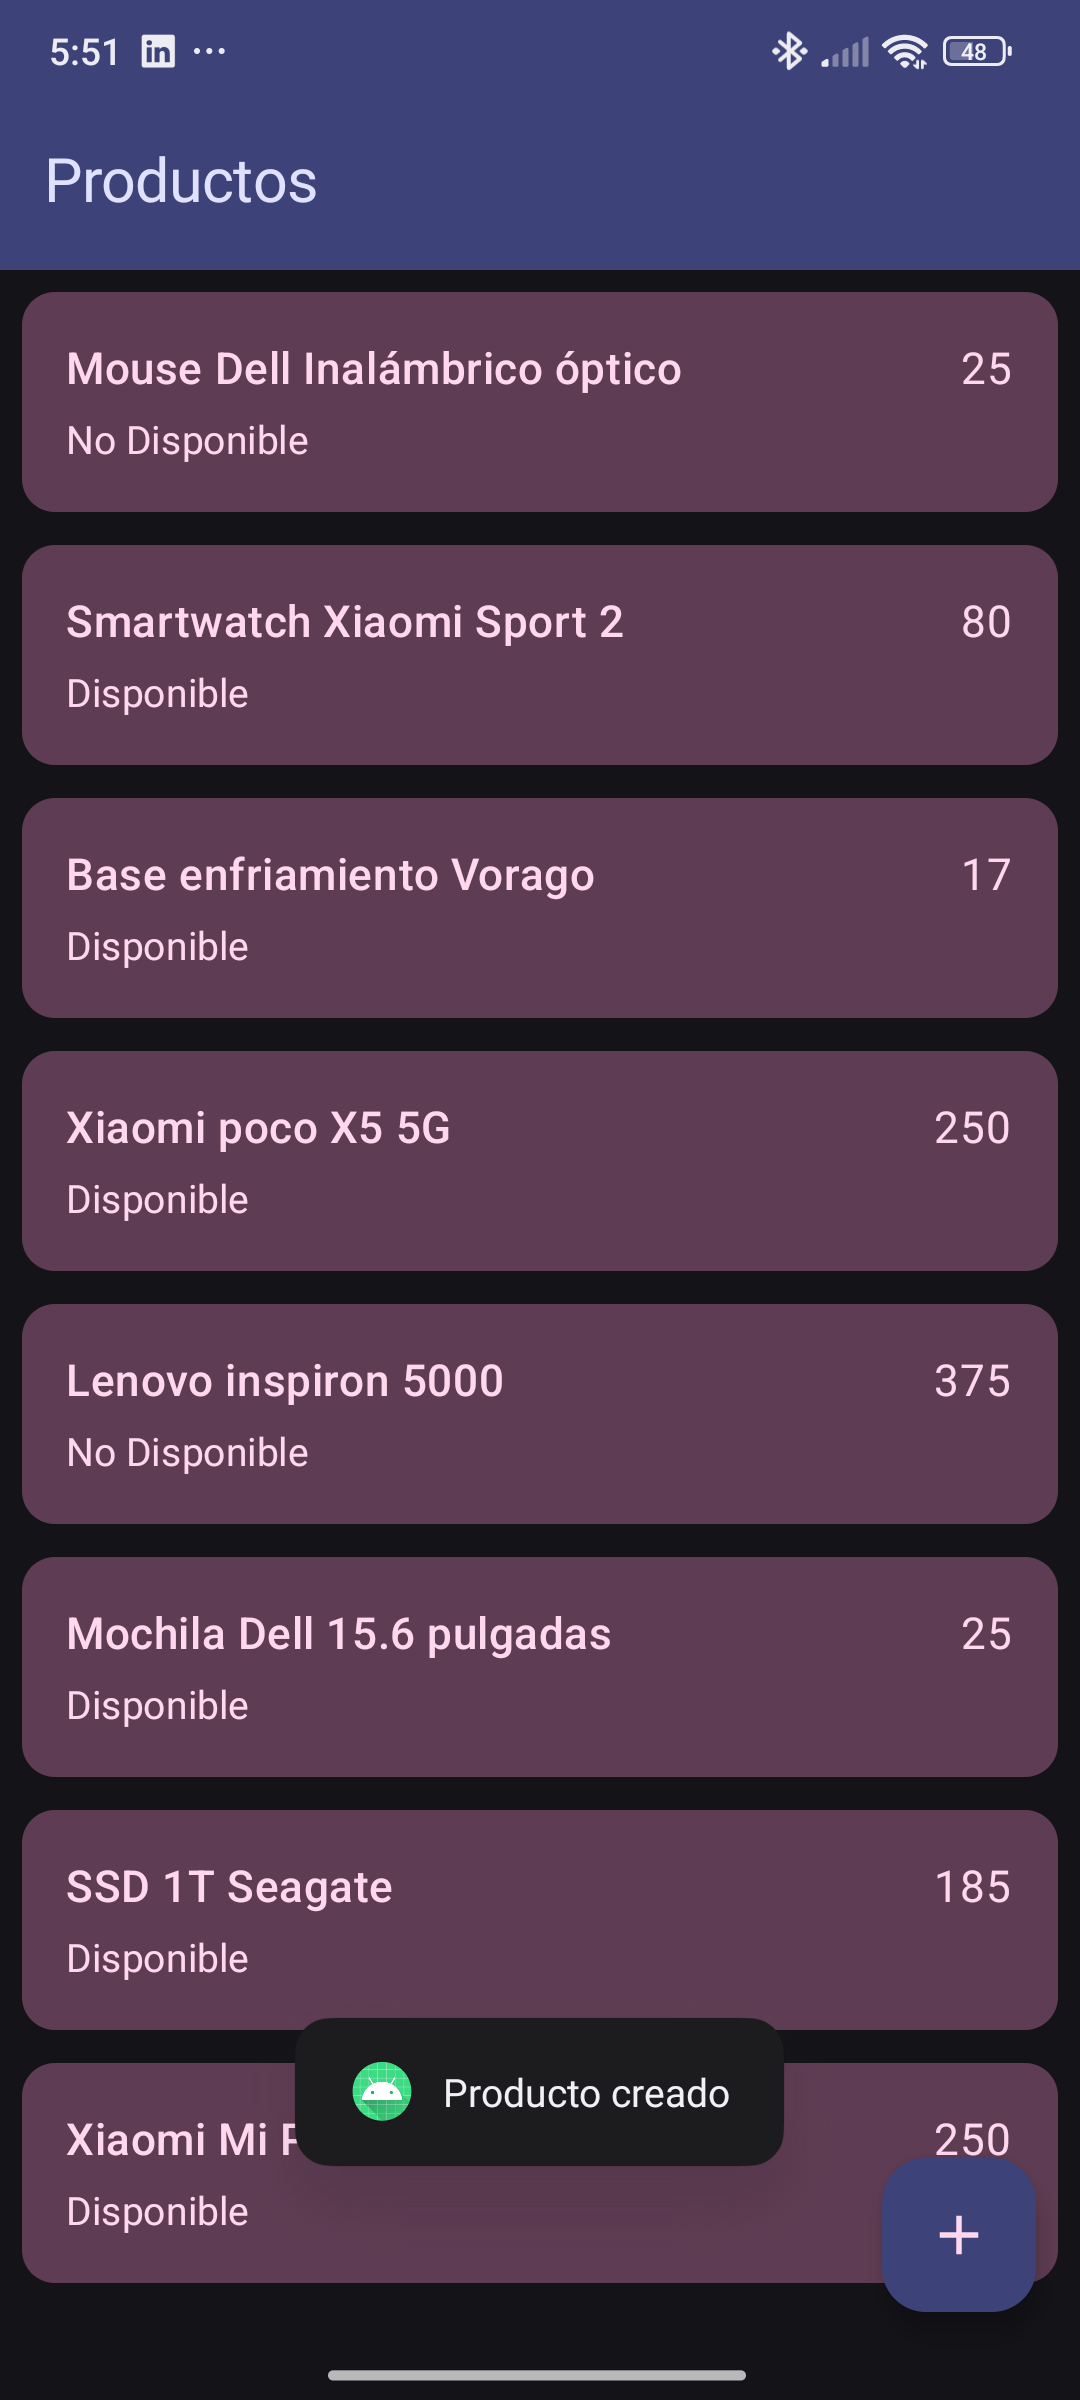 5:51 in ...
48
Productos
Mouse Dell Inalámbrico óptico 25
No Disponible
Smartwatch Xiaomi Sport 2 80
Disponible
Base enfriamiento Vorago 17
Disponible
Xiaomi poco X5 5G 250
Disponible
Lenovo inspiron 5000 375
No Disponible
Mochila Dell 15.6 pulgadas 25
Disponible
SSD 1T Seagate 185
Disponible
Producto creado
Xiaomi Mi 250
Disponible
+